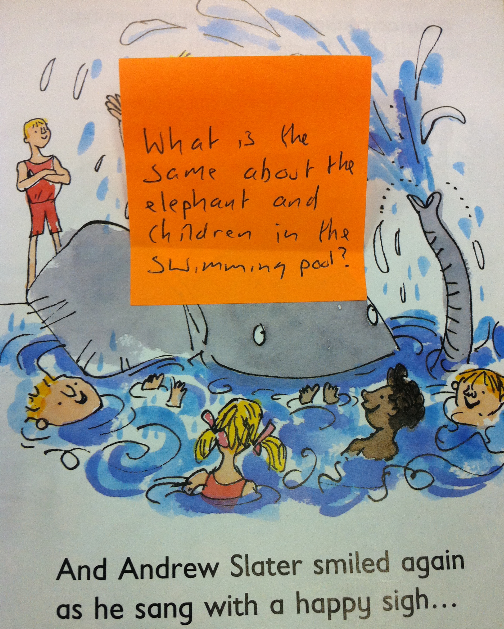 What is the
same about the
elephant and
children in the
swimming pool?
And Andrew Slater smiled again
as he sang with a happy sigh...